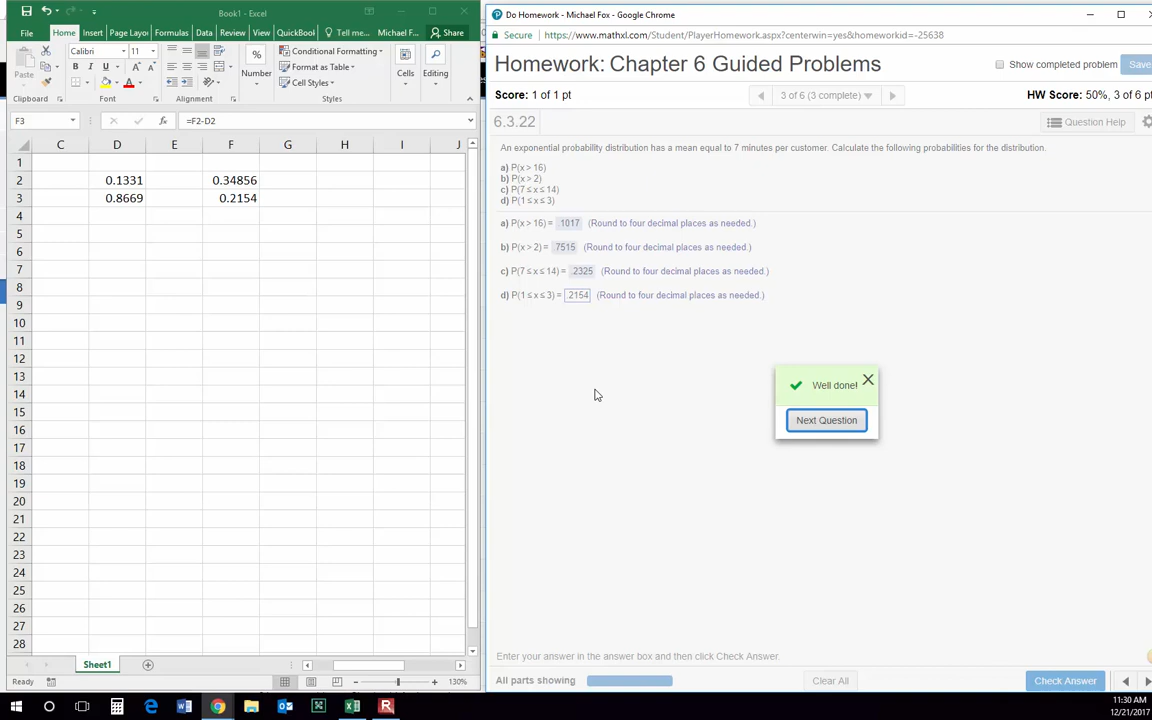 Book1 - Excel
File Home Insert Draw Page Layout Formulas Data Review View QuickBool Tell me... Michael F... Share
Paste
Calibri 11
B I U
Clipboard Font Alignment
Number
Conditional Formatting
Format as Table
Cell Styles
Styles
Cells
Editing
F3 fx =F2-D2
C D E F G H I J
1
2 0.1331 0.34856
3 0.8669 0.2154
4
5
6
7
8
9
10
11
12
13
14
15
16
17
18
19
20
21
22
23
24
25
26
27
28
Sheet1
Ready 130%
Do Homework - Michael Fox - Google Chrome
Secure https://www.mathxl.com/Student/PlayerHomework.aspx?centerwin=yes&homeworkid=-25638
Homework: Chapter 6 Guided Problems
Show completed problem Save
Score: 1 of 1 pt
3 of 6 (3 complete)
HW Score: 50%, 3 of 6 p
6.3.22
Question Help
An exponential probability distribution has a mean equal to 7 minutes per customer. Calculate the following probabilities for the distribution.
a) P(x > 16)
b) P(x > 2)
c) P(7 ≤ x ≤ 14)
d) P(1 ≤ x ≤ 3)
a) P(x > 16) = .1017 (Round to four decimal places as needed.)
b) P(x > 2) = .7515 (Round to four decimal places as needed.)
c) P(7 ≤ x ≤ 14) = .2325 (Round to four decimal places as needed.)
d) P(1 ≤ x ≤ 3) = .2154 (Round to four decimal places as needed.)
Well done!
Next Question
Enter your answer in the answer box and then click Check Answer.
All parts showing
Clear All
Check Answer
11:30 AM
12/21/2017